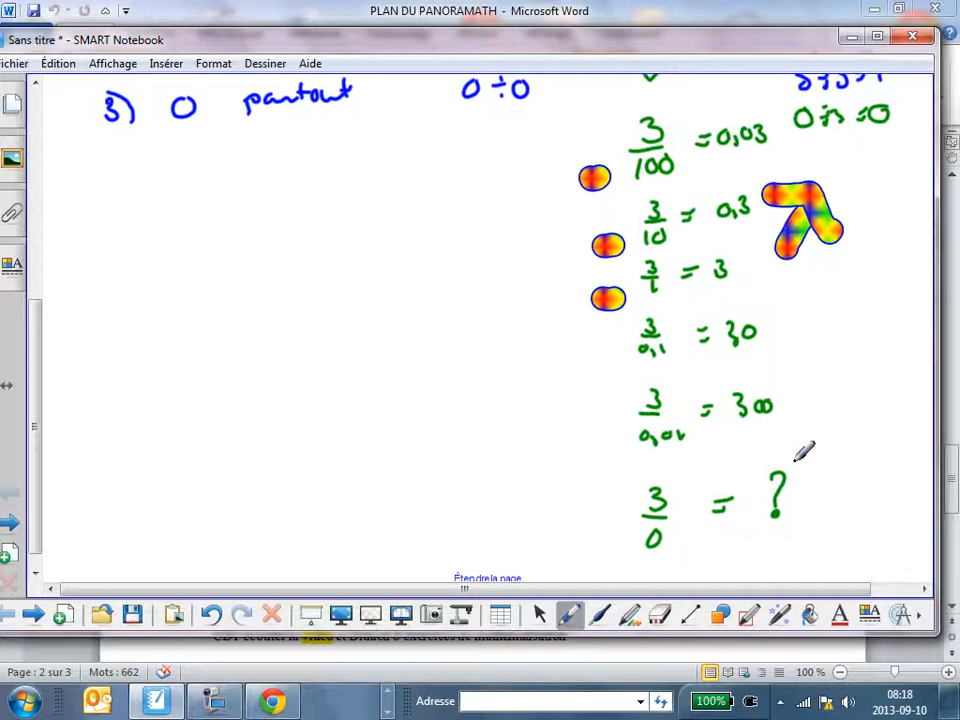 PLAN DU PANORAMATH - Microsoft Word
Sans titre * - SMART Notebook
ichier Édition Affichage Insérer Format Dessiner Aide
3) 0 partout 0 ÷ 0
0 ÷ 3 = 0
3/100 = 0,03
3/10 = 0,3
3/1 = 3
3/0,1 = 30
3/0,01 = 300
3/0 = ?
Étendre la page
Page : 2 sur 3 Mots : 662 100 %
Adresse 100% 08:18
2013-09-10